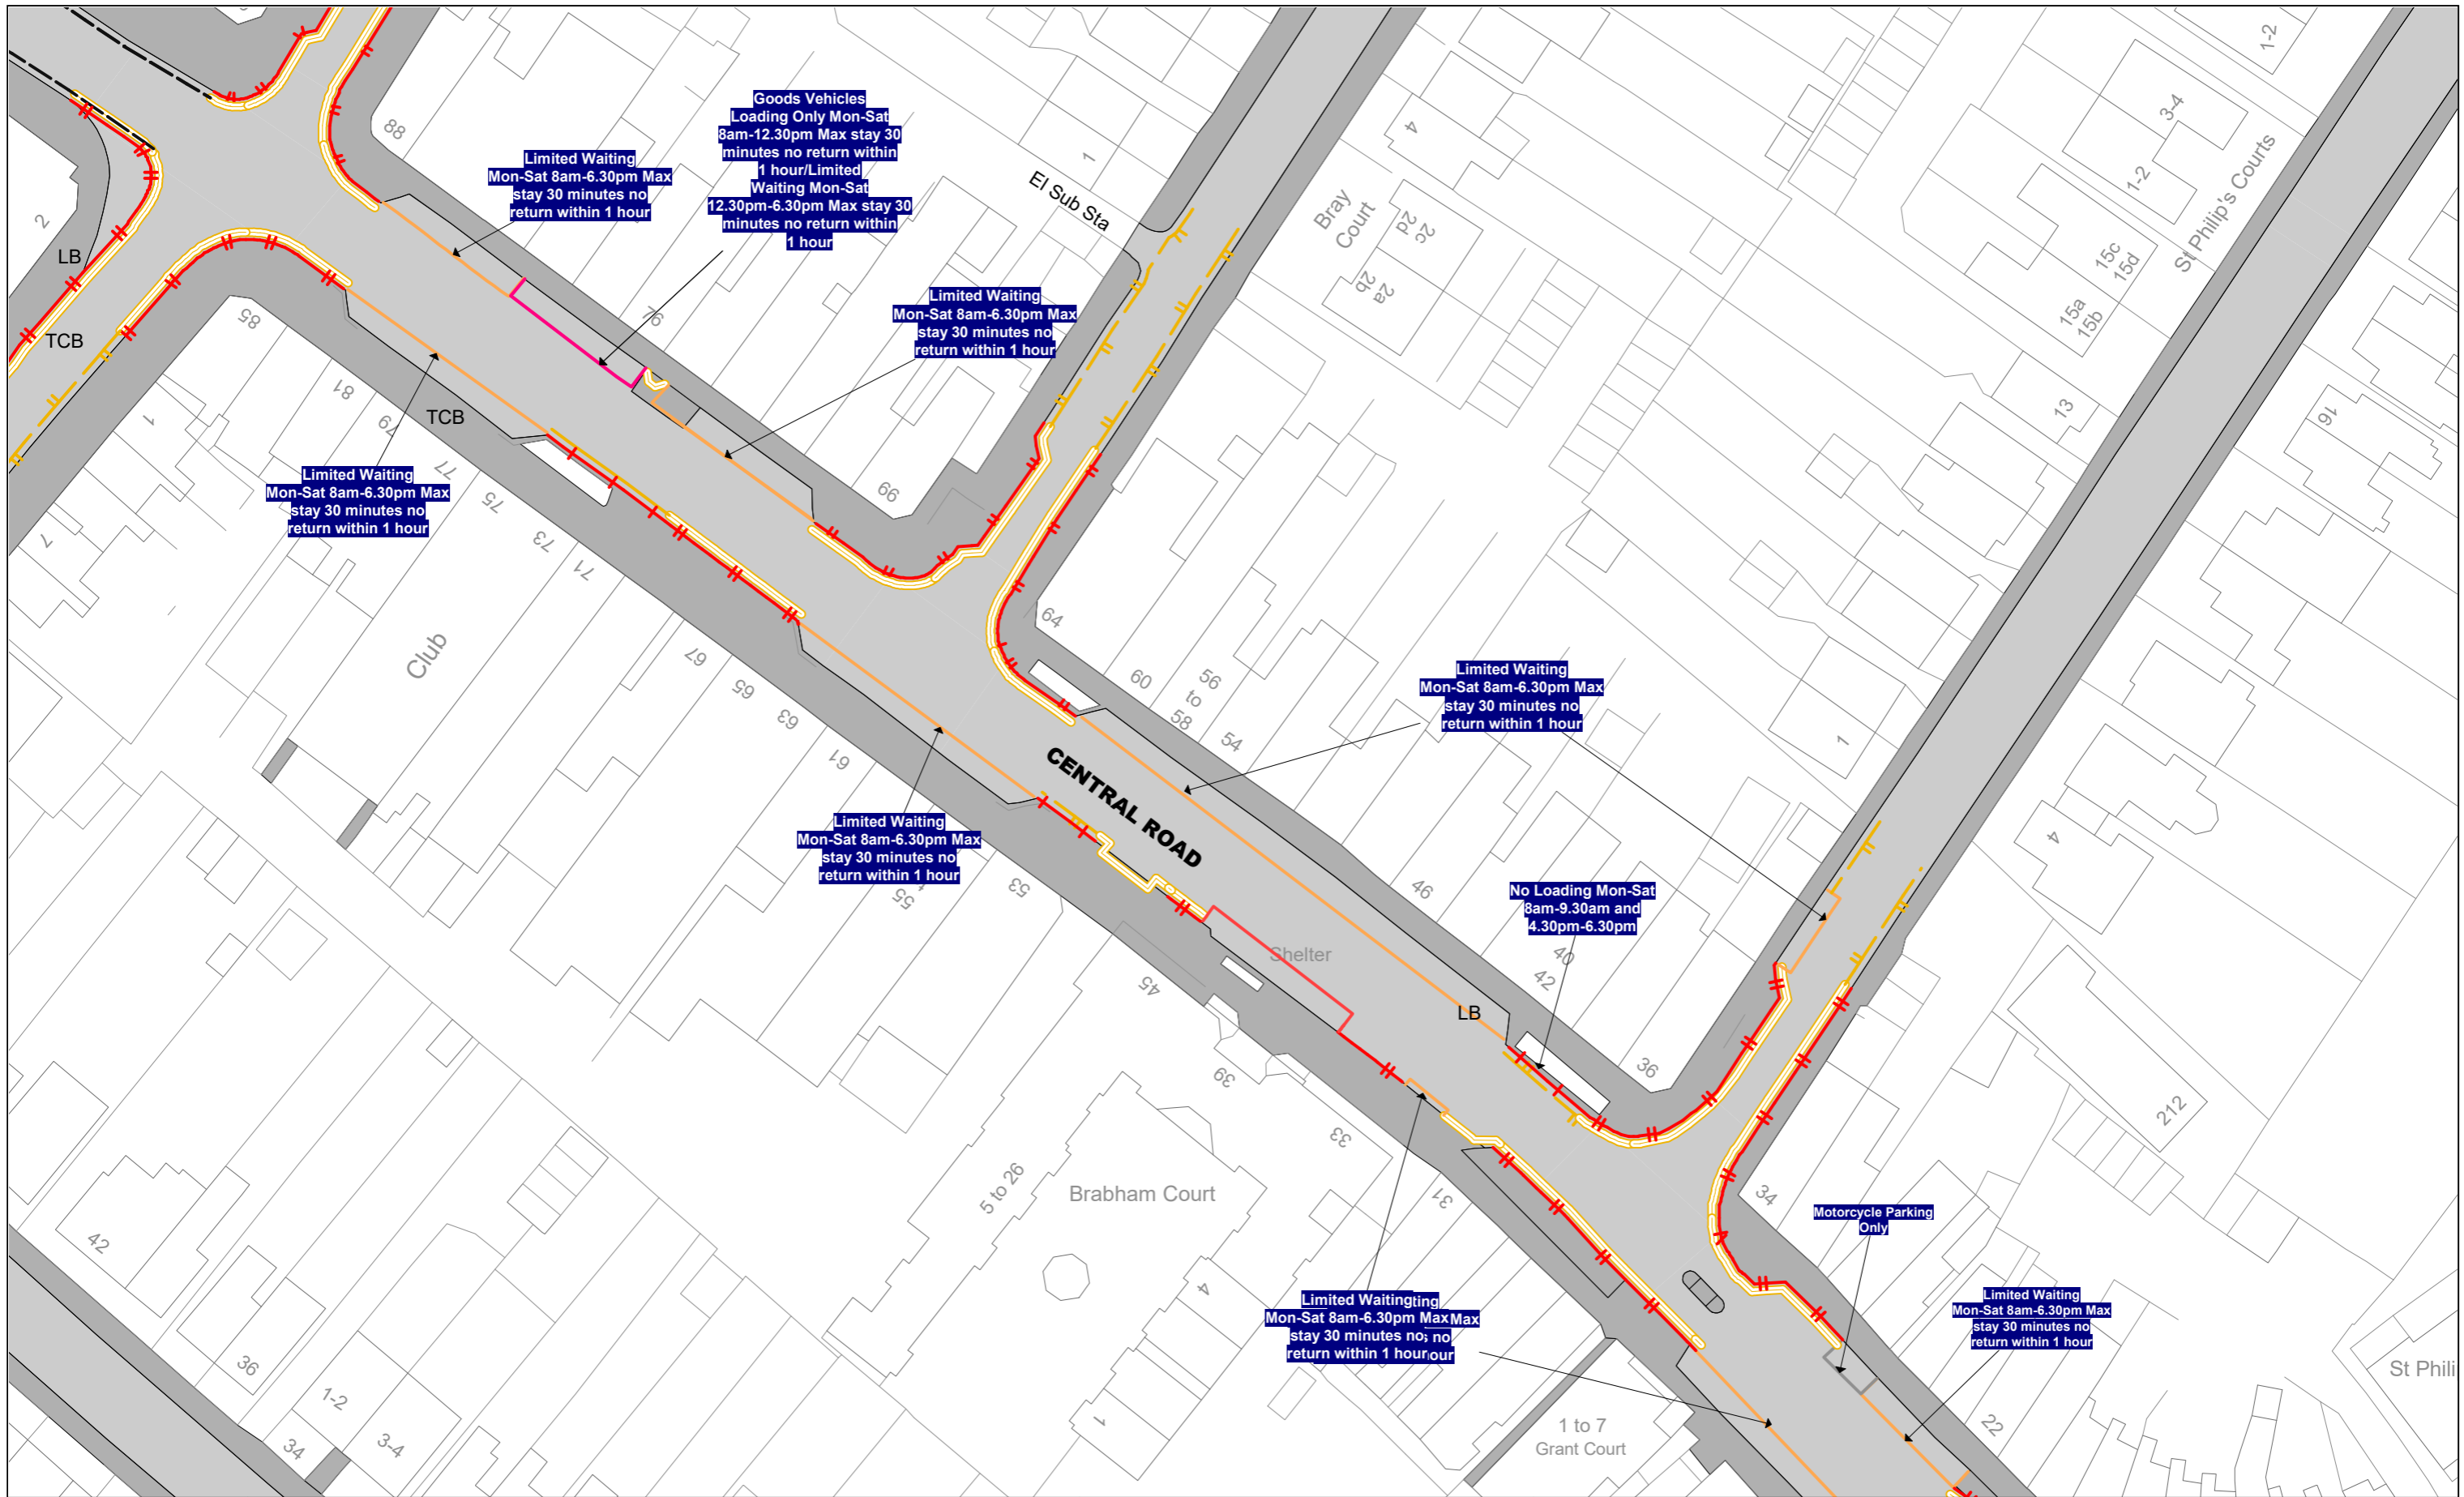 88
Goods Vehicles
Loading Only Mon-Sat
8am-12.30pm Max stay 30
minutes no return within
1 hour/Limited
Waiting Mon-Sat
12.30pm-6.30pm Max stay 30
minutes no return within
1 hour
Limited Waiting
Mon-Sat 8am-6.30pm Max
stay 30 minutes no
return within 1 hour
1
El Sub Sta
4
Bray
Court
2d
2c
2b
2a
1-2
3-4
1-2
St Philip's Courts
15c
15d
15a
15b
13
16
2
LB
TCB
85
81
79
77
75
73
71
76
TCB
Limited Waiting
Mon-Sat 8am-6.30pm Max
stay 30 minutes no
return within 1 hour
Limited Waiting
Mon-Sat 8am-6.30pm Max
stay 30 minutes no
return within 1 hour
1
7
Club
66
64
67
65
63
61
60
56
to
58
54
CENTRAL ROAD
Limited Waiting
Mon-Sat 8am-6.30pm Max
stay 30 minutes no
return within 1 hour
Limited Waiting
Mon-Sat 8am-6.30pm Max
stay 30 minutes no
return within 1 hour
1
4
55
53
46
No Loading Mon-Sat
8am-9.30am and
4.30pm-6.30pm
40
42
Shelter
45
LB
39
36
33
31
34
212
Brabham Court
5 to 26
4
1
Motorcycle Parking
Only
Limited Waiting
Mon-Sat 8am-6.30pm Max
stay 30 minutes no
return within 1 hour
Limited Waiting
Mon-Sat 8am-6.30pm Max
stay 30 minutes no
return within 1 hour
1 to 7
Grant Court
22
St Phili
42
36
1-2
3-4
34